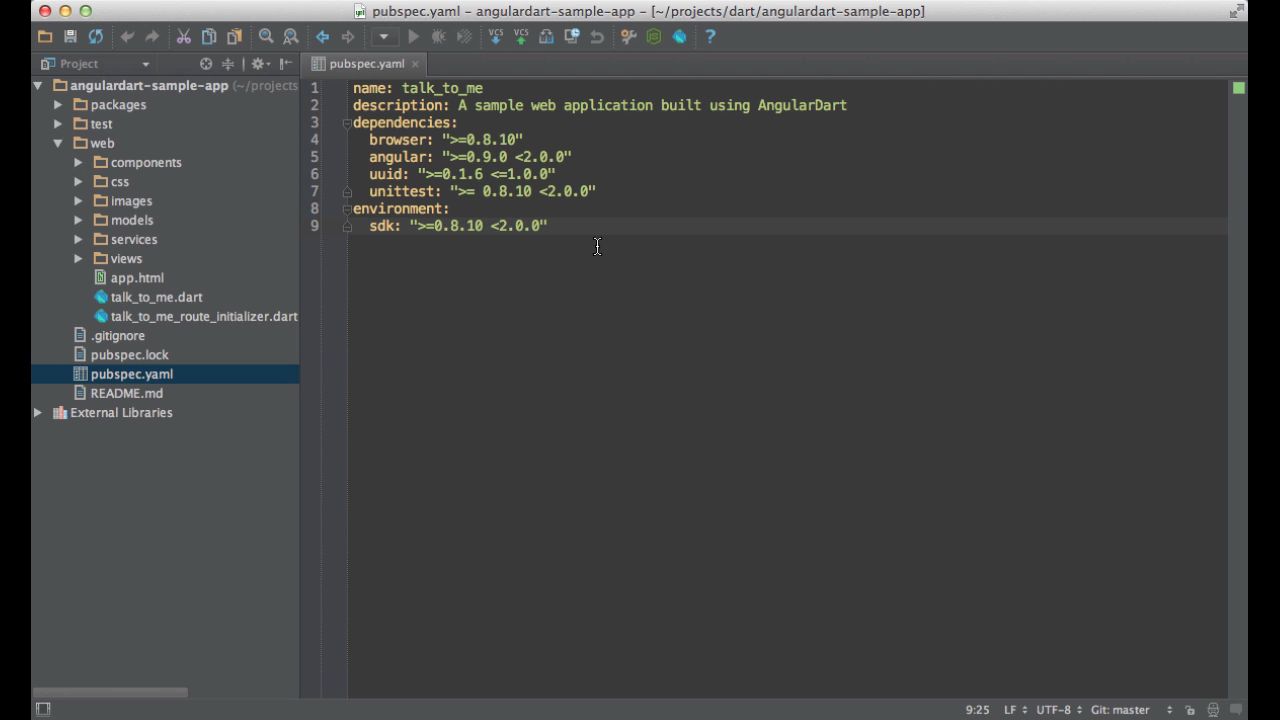 pubspec.yaml - angulardart-sample-app - [~/projects/dart/angulardart-sample-app]
VCS VCS ?
Project
pubspec.yaml
angulardart-sample-app (~/projects
packages
test
web
components
css
images
models
services
views
app.html
talk_to_me.dart
talk_to_me_route_initializer.dart
.gitignore
pubspec.lock
pubspec.yaml
README.md
External Libraries
1 name: talk_to_me
2 description: A sample web application built using AngularDart
3 dependencies:
4 browser: ">=0.8.10"
5 angular: ">=0.9.0 <2.0.0"
6 uuid: ">=0.1.6 <=1.0.0"
7 unittest: ">= 0.8.10 <2.0.0"
8 environment:
9 sdk: ">=0.8.10 <2.0.0"
9:25 LF UTF-8 Git: master